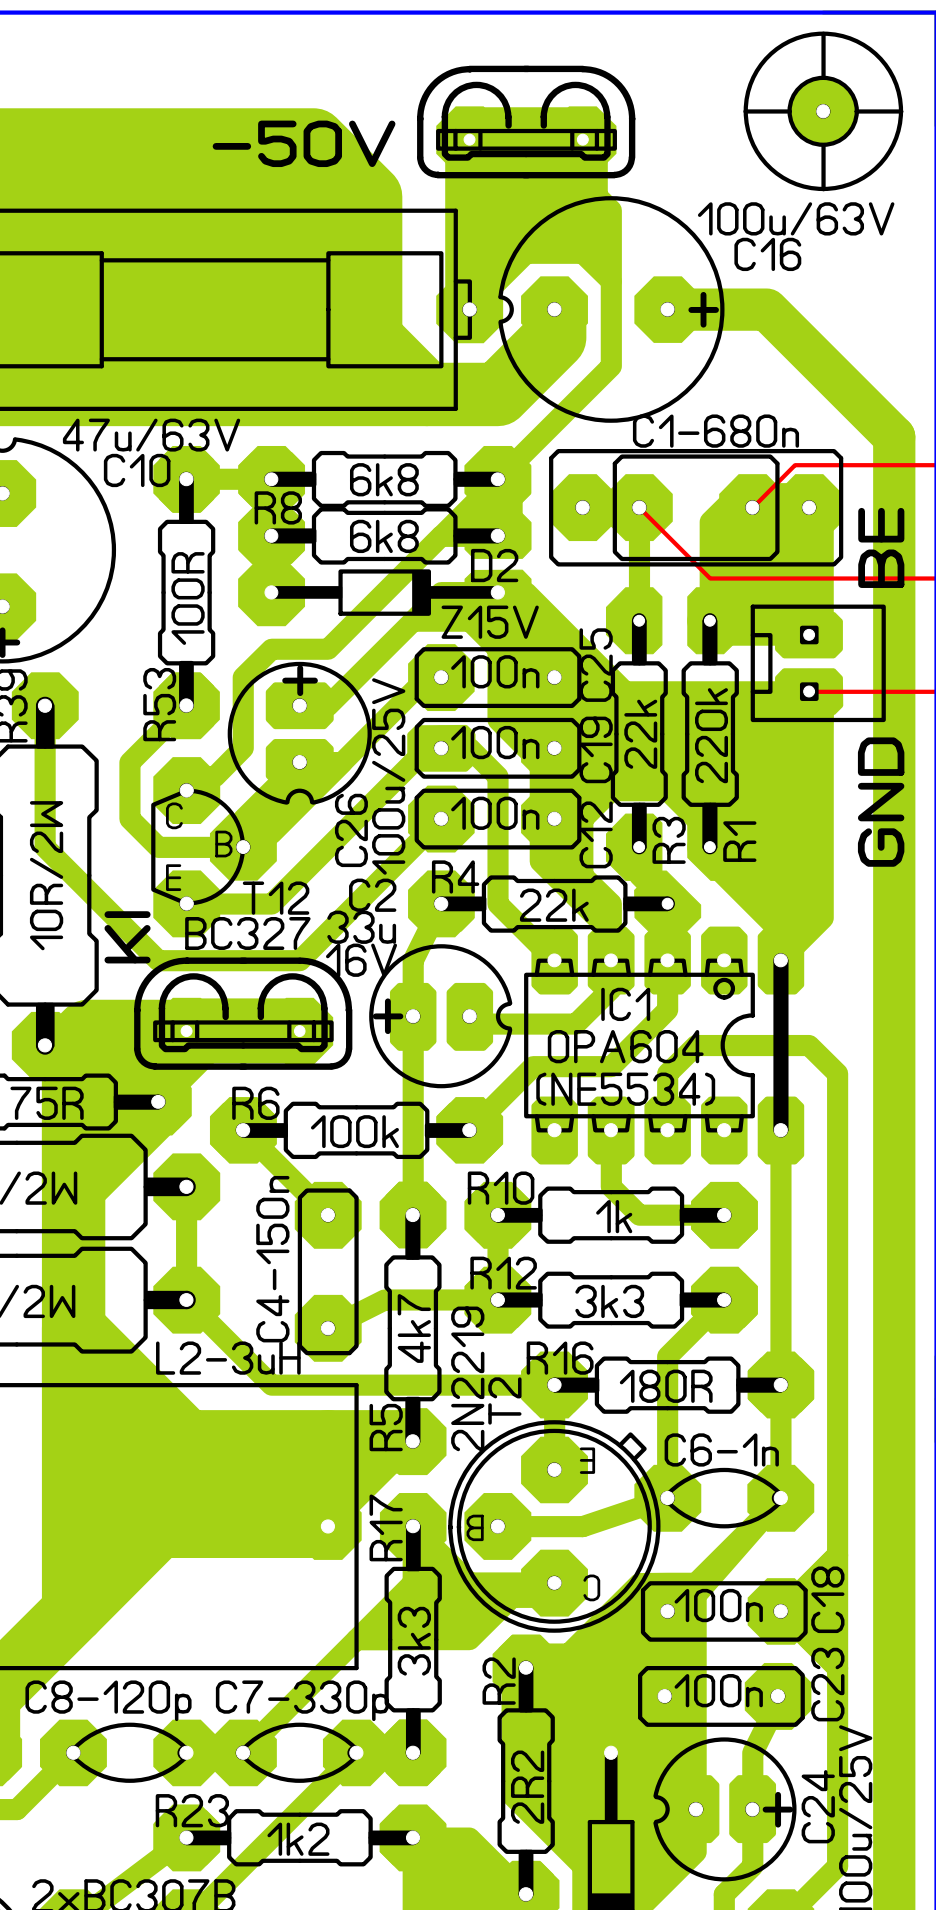 -50V
100u/63V
C16
47u/63V
C10
6k8
R8
6k8
D2
Z15V
C1-680n
BE
GND
100R
R53
R39
10R/2W
100n
C25
100n
C19
100n
C12
22k
R3
220k
R1
C26
100u/25V
C
B
E
T12
BC327
C2
33u
16V
R4
22k
K1
IC1
OPA604
(NE5534)
75R
R6
100k
/2W
/2W
R10
1k
R12
3k3
C4-150n
4k7
R5
2N2219
T2
L2-3uH
R16
180R
C6-1n
E
B
C
R17
3k3
100n
C18
100n
C23
R2
2R2
C8-120p
C7-330p
C24
100u/25V
R23
1k2
2xBC307B